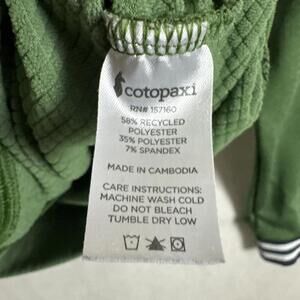 cotopaxi
RN# 157160
58% RECYCLED
POLYESTER
35% POLYESTER
7% SPANDEX
MADE IN CAMBODIA
CARE INSTRUCTIONS:
MACHINE WASH COLD
DO NOT BLEACH
TUMBLE DRY LOW